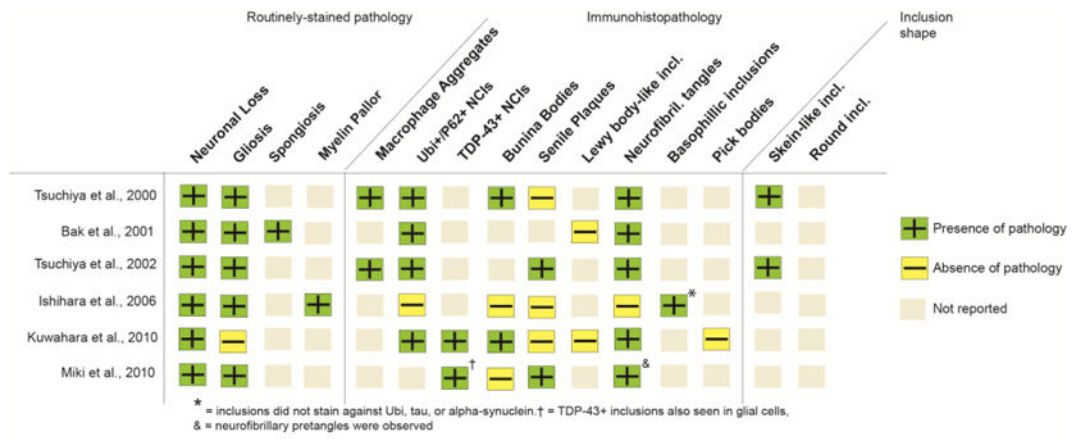 Routinely-stained pathology
Immunohistopathology
Inclusion
shape
Neuronal Loss
Gliosis
Spongiosis
Myelin Pallor
Macrophage Aggregates
Ubi+/P62+ NCIs
TDP-43+ NCIs
Bunina Bodies
Senile Plaques
Lewy body-like incl.
Neurofibril. tangles
Basophillic inclusions
Pick bodies
Skein-like incl.
Round incl.
Tsuchiya et al., 2000
Bak et al., 2001
Tsuchiya et al., 2002
Ishihara et al., 2006
*
Kuwahara et al., 2010
Miki et al., 2010
†
&
Presence of pathology
Absence of pathology
Not reported
* = inclusions did not stain against Ubi, tau, or alpha-synuclein.† = TDP-43+ inclusions also seen in glial cells,
& = neurofibrillary pretangles were observed